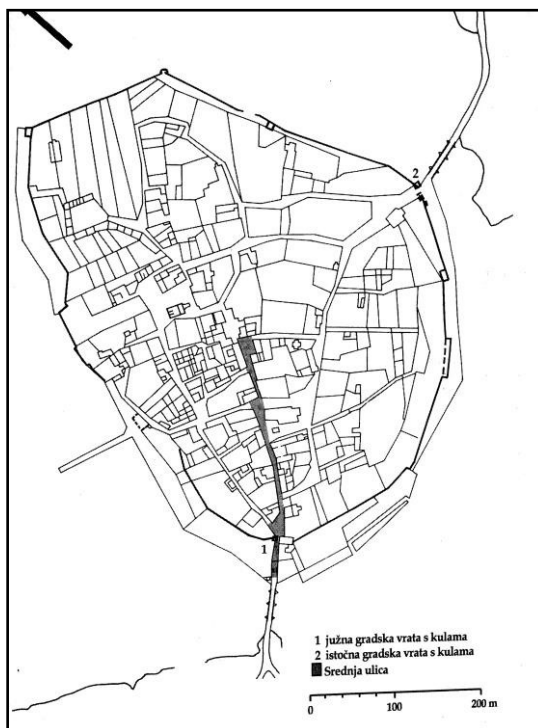 2
1
1 južna gradska vrata s kulama
2 istočna gradska vrata s kulama
Srednja ulica
0 100 200 m